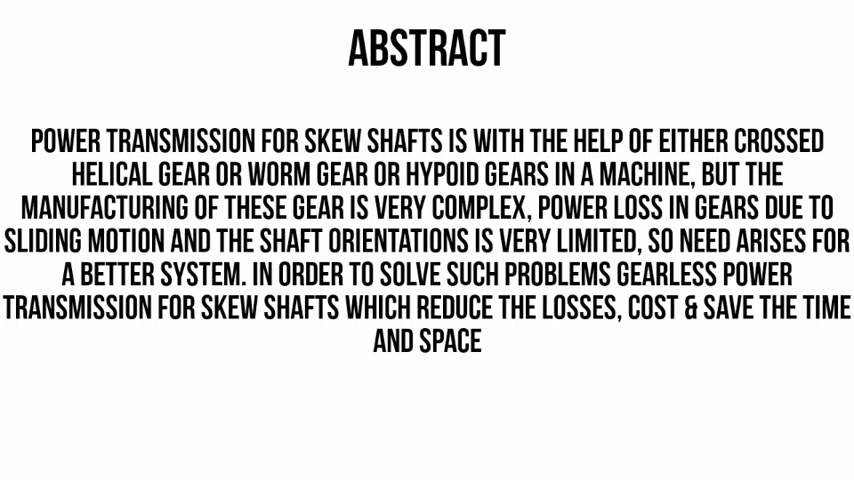 ABSTRACT
POWER TRANSMISSION FOR SKEW SHAFTS IS WITH THE HELP OF EITHER CROSSED
HELICAL GEAR OR WORM GEAR OR HYPOID GEARS IN A MACHINE, BUT THE
MANUFACTURING OF THESE GEAR IS VERY COMPLEX, POWER LOSS IN GEARS DUE TO
SLIDING MOTION AND THE SHAFT ORIENTATIONS IS VERY LIMITED, SO NEED ARISES FOR
A BETTER SYSTEM. IN ORDER TO SOLVE SUCH PROBLEMS GEARLESS POWER
TRANSMISSION FOR SKEW SHAFTS WHICH REDUCE THE LOSSES, COST & SAVE THE TIME
AND SPACE